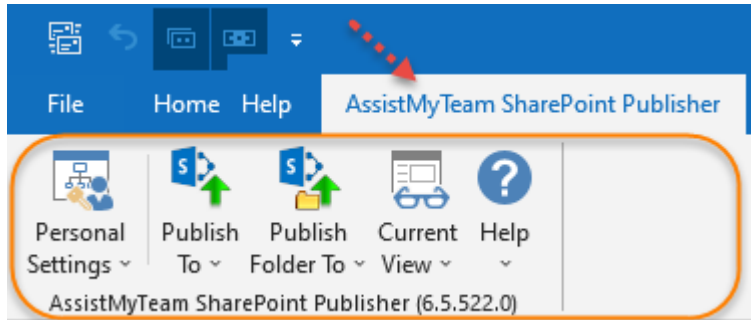 File Home Help AssistMyTeam SharePoint Publisher
Personal Publish Publish Current Help
Settings To Folder To View
AssistMyTeam SharePoint Publisher (6.5.522.0)